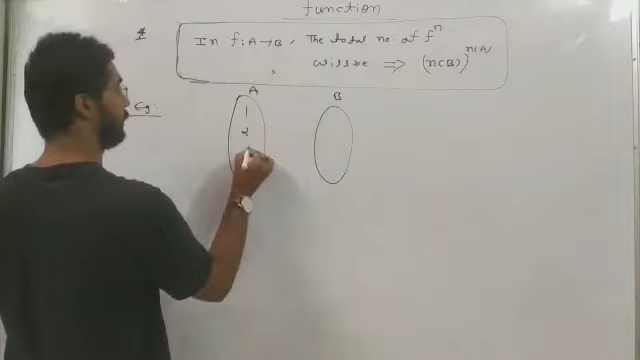 function
* In f: A → B, The total no. of fⁿ
will be ⇒ (n(B))ⁿ⁽ᴬ⁾
Eg:
A B
1
2